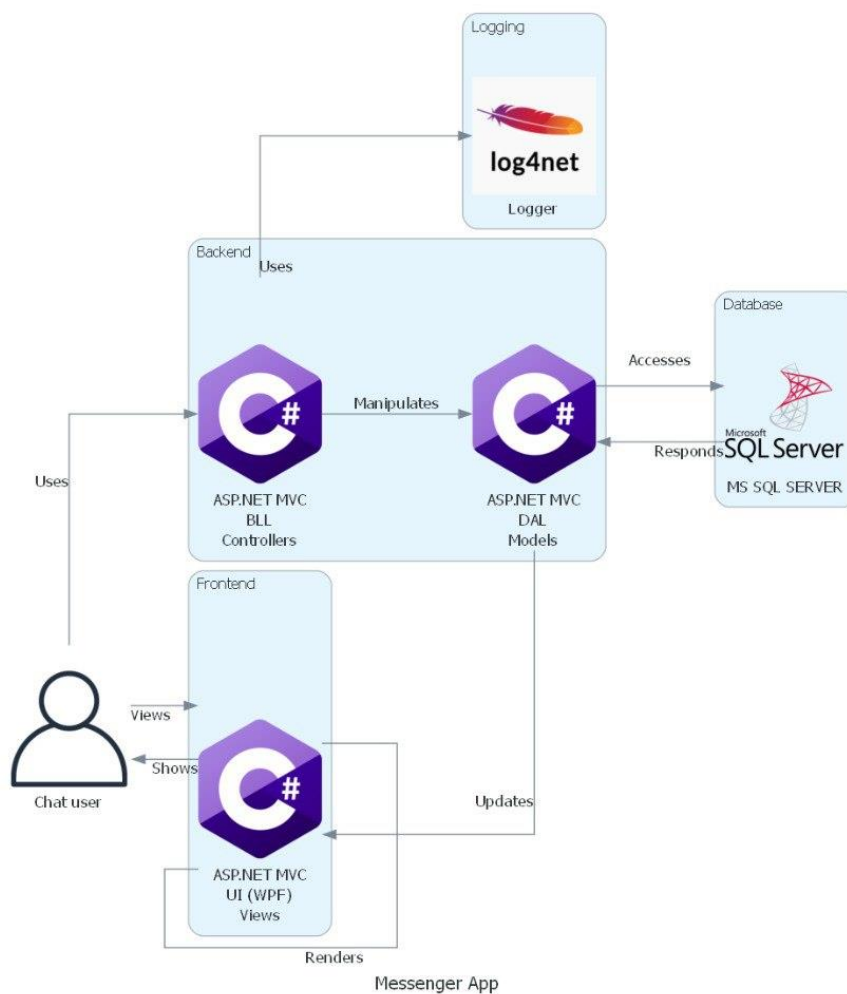 Logging
log4net
Logger
Backend
Uses
Database
Accesses
C#
Manipulates
C#
Microsoft
SQL Server
Responds
MS SQL SERVER
Uses
ASP.NET MVC
BLL
Controllers
ASP.NET MVC
DAL
Models
Frontend
Views
Shows
C#
Chat user
Updates
ASP.NET MVC
UI (WPF)
Views
Renders
Messenger App